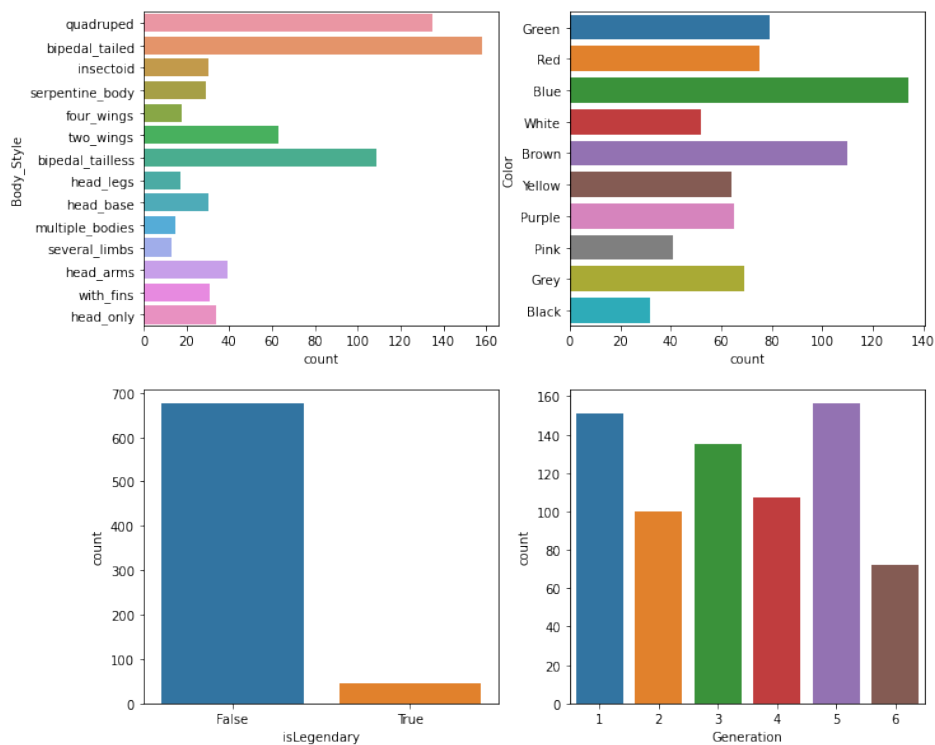 Body_Style
quadruped
bipedal_tailed
insectoid
serpentine_body
four_wings
two_wings
bipedal_tailless
head_legs
head_base
multiple_bodies
several_limbs
head_arms
with_fins
head_only
0 20 40 60 80 100 120 140 160
count
Color
Green
Red
Blue
White
Brown
Yellow
Purple
Pink
Grey
Black
0 20 40 60 80 100 120 140
count
count
700
600
500
400
300
200
100
0
False True
isLegendary
count
160
140
120
100
80
60
40
20
0
1 2 3 4 5 6
Generation